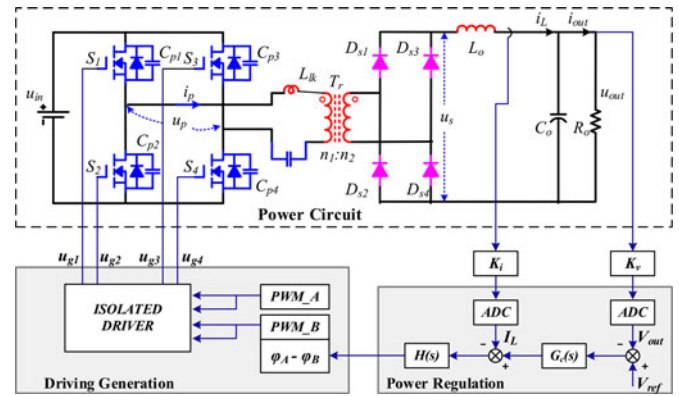 S1 Cp1 S3 Cp3
Ds1 Ds3 Lo iL iout
uin Llk Tr
ip
up us uout
Cp2 n1:n2 Co Ro
S2 S4 Cp4 Ds2 Ds4
Power Circuit
ug1 ug2 ug3 ug4
Ki Kv
ISOLATED
DRIVER
PWM_A
PWM_B
φA - φB
ADC ADC
IL Vout
H(s) Gc(s)
- + - +
Vref
Driving Generation
Power Regulation